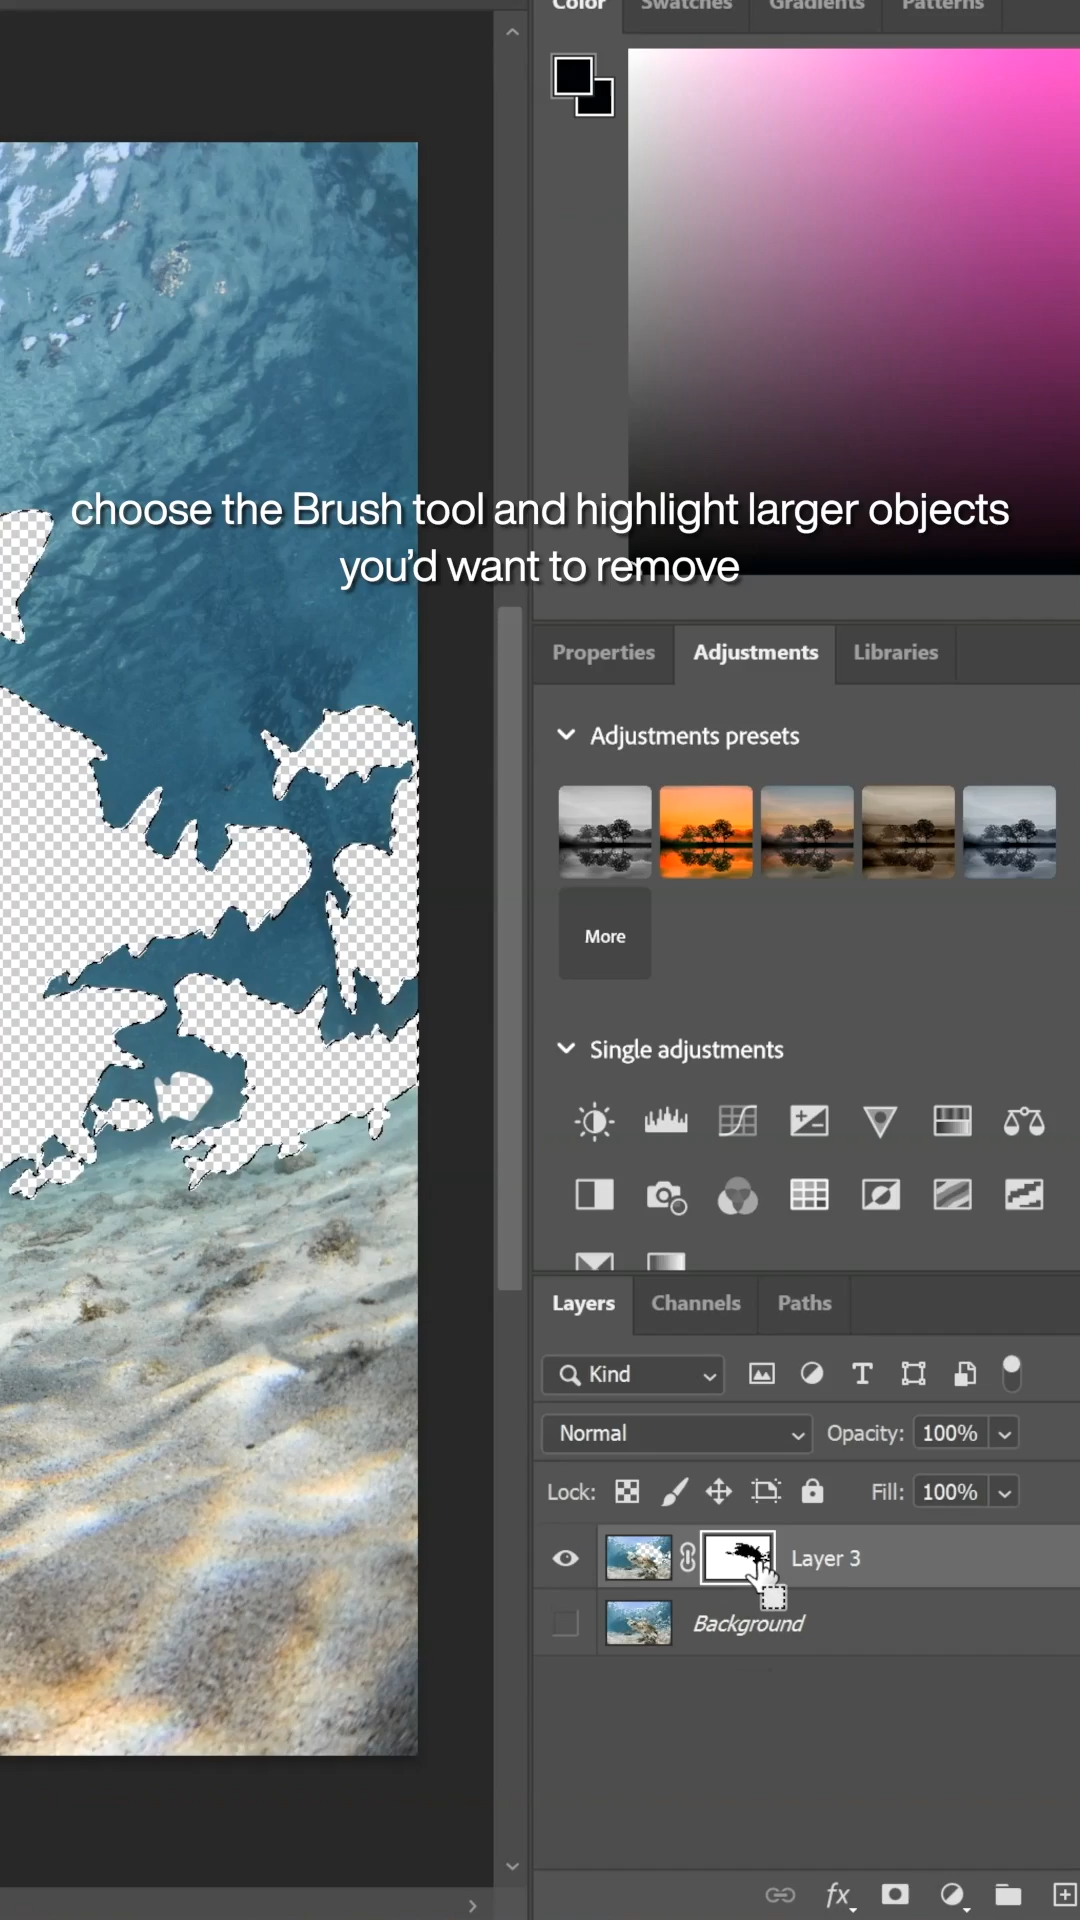 Color Swatches Gradients Patterns
choose the Brush tool and highlight larger objects
you'd want to remove
Properties Adjustments Libraries
Adjustments presets
More
Single adjustments
Layers Channels Paths
Kind
Normal Opacity: 100%
Lock: Fill: 100%
Layer 3
Background
fx